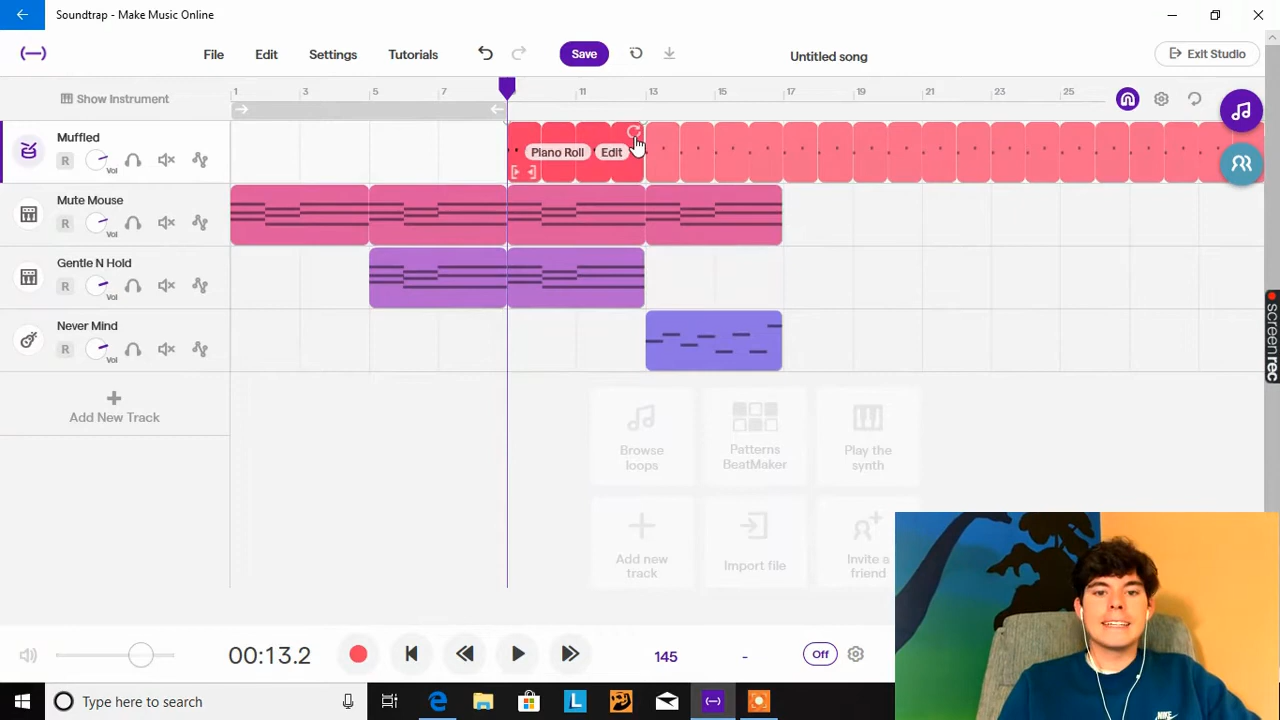 Soundtrap - Make Music Online
File Edit Settings Tutorials Save Untitled song Exit Studio
Show Instrument 1 3 5 7 11 13 15 17 19 21 23 25
Muffled
R Vol
Piano Roll Edit
Mute Mouse
R Vol
Gentle N Hold
R Vol
Never Mind
R Vol
Add New Track
Browse loops
Patterns BeatMaker
Play the synth
Add new track
Import file
Invite a friend
screenrec
00:13.2 145 - Off
Type here to search
NIKE